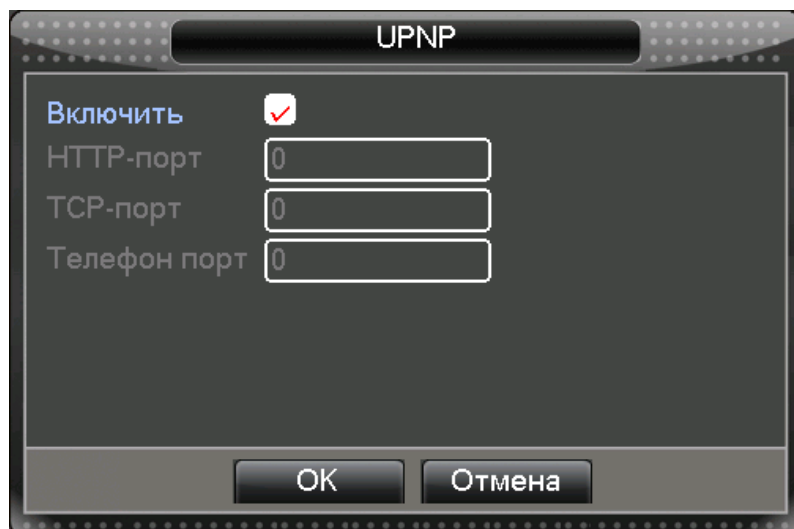 UPNP
Включить
HTTP-порт 0
TCP-порт 0
Телефон порт 0
OK Отмена